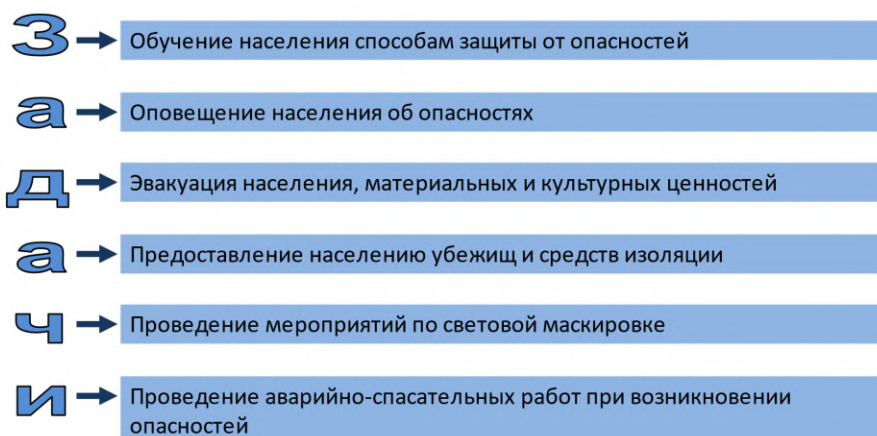 З Обучение населения способам защиты от опасностей
а Оповещение населения об опасностях
д Эвакуация населения, материальных и культурных ценностей
а Предоставление населению убежищ и средств изоляции
ч Проведение мероприятий по световой маскировке
и Проведение аварийно-спасательных работ при возникновении
опасностей